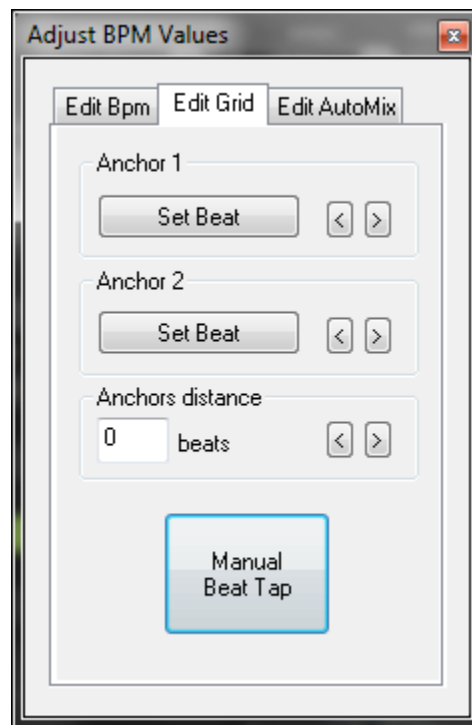 Adjust BPM Values
Edit Bpm Edit Grid Edit AutoMix
Anchor 1
Set Beat < >
Anchor 2
Set Beat < >
Anchors distance
0 beats < >
Manual
Beat Tap